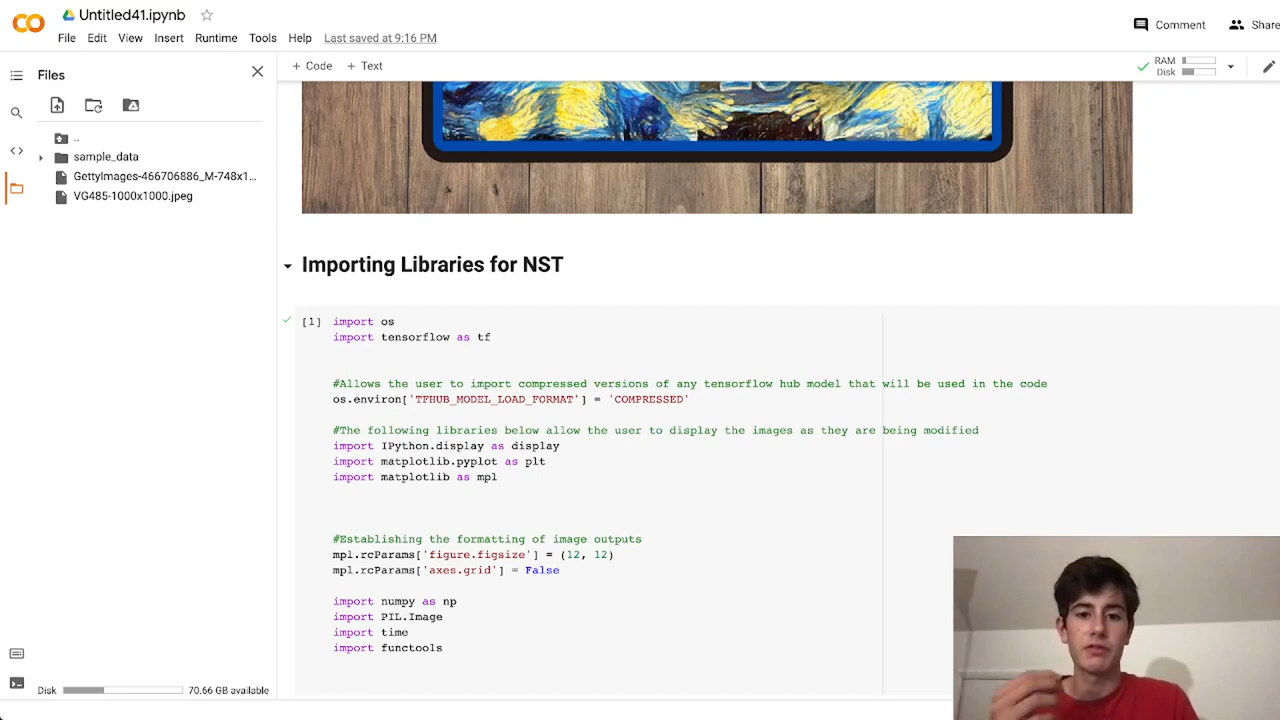 Untitled41.ipynb
File Edit View Insert Runtime Tools Help Last saved at 9:16 PM
Comment
Share
Files
+ Code + Text
RAM
Disk
..
sample_data
GettyImages-466706886_M-748x1...
VG485-1000x1000.jpeg
Importing Libraries for NST
[1] import os
import tensorflow as tf
#Allows the user to import compressed versions of any tensorflow hub model that will be used in the code
os.environ['TFHUB_MODEL_LOAD_FORMAT'] = 'COMPRESSED'
#The following libraries below allow the user to display the images as they are being modified
import IPython.display as display
import matplotlib.pyplot as plt
import matplotlib as mpl
#Establishing the formatting of image outputs
mpl.rcParams['figure.figsize'] = (12, 12)
mpl.rcParams['axes.grid'] = False
import numpy as np
import PIL.Image
import time
import functools
Disk 70.66 GB available